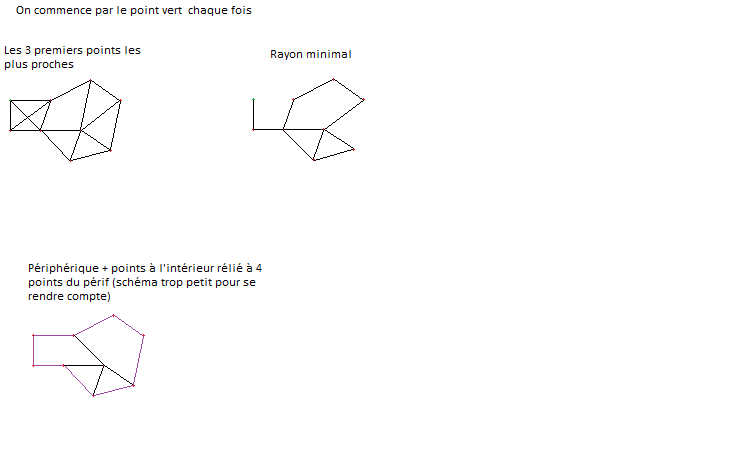 On commence par le point vert  chaque fois
Les 3 premiers points les
plus proches
Rayon minimal
Périphérique + points à l'intérieur rélié à 4
points du périf (schéma trop petit pour se
rendre compte)